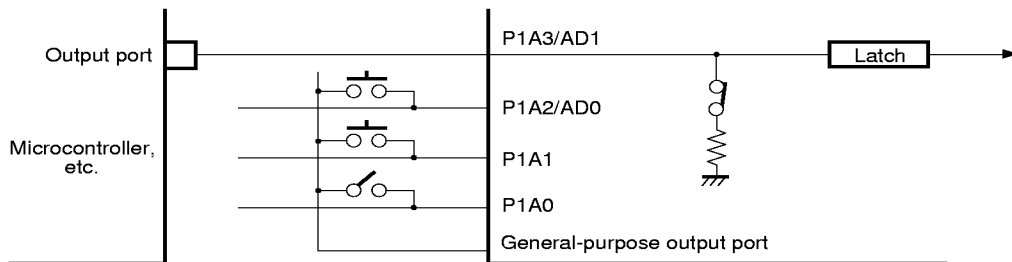 P1A3/AD1
Output port
Latch
P1A2/AD0
Microcontroller,
etc.
P1A1
P1A0
General-purpose output port